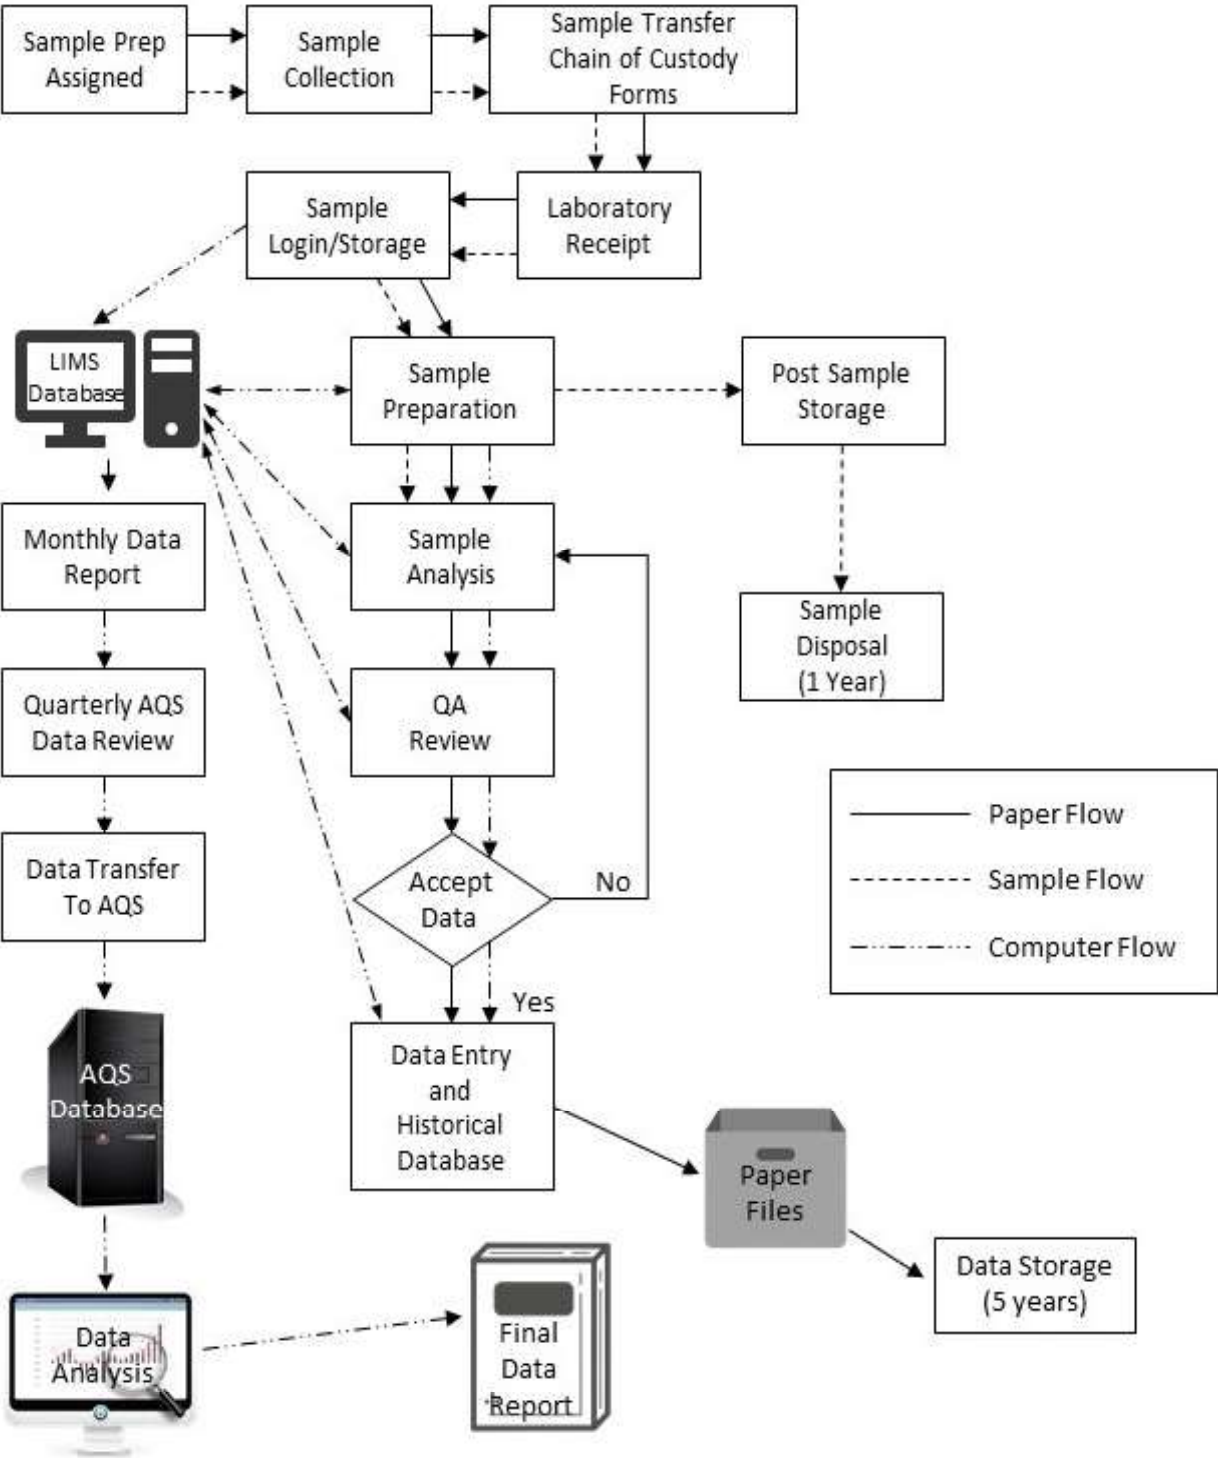 Sample Prep
Assigned
Sample
Collection
Sample Transfer
Chain of Custody
Forms
Sample
Login/Storage
Laboratory
Receipt
LIMS
Database
Sample
Preparation
Post Sample
Storage
Monthly Data
Report
Sample
Analysis
Sample
Disposal
(1 Year)
Quarterly AQS
Data Review
QA
Review
Paper Flow
Sample Flow
Computer Flow
Data Transfer
To AQS
Accept
Data
No
Yes
AQS
Database
Data Entry
and
Historical
Database
Paper
Files
Data Storage
(5 years)
Data
Analysis
Final
Data
Report